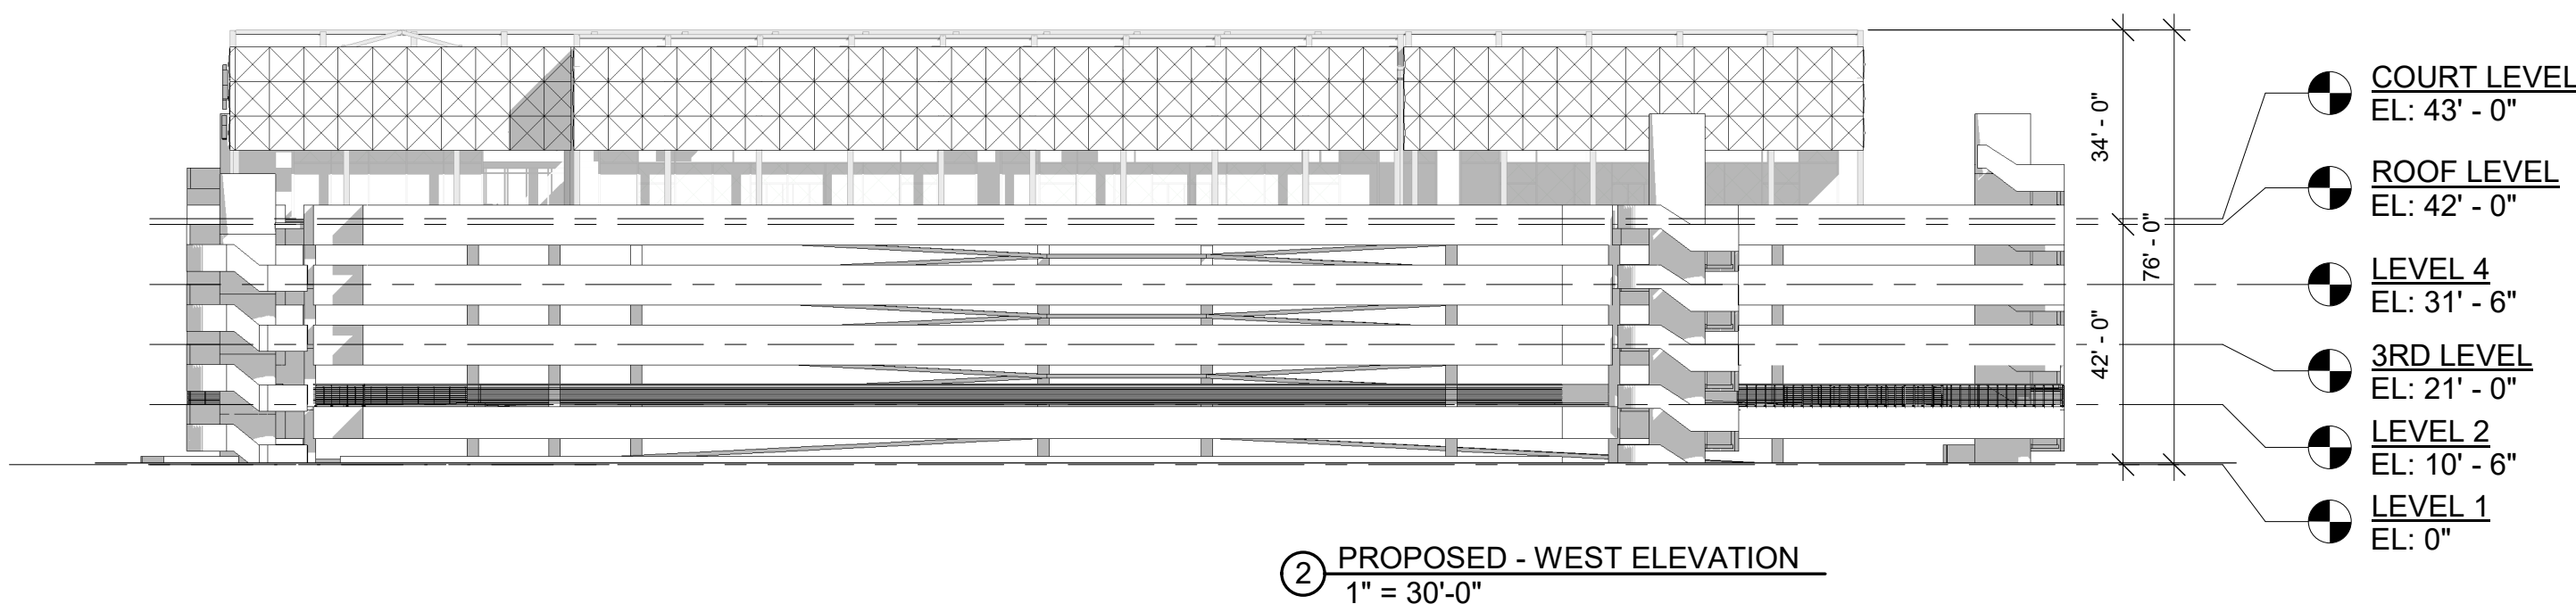 COURT LEVEL
EL: 43' - 0"
ROOF LEVEL
EL: 42' - 0"
LEVEL 4
EL: 31' - 6"
3RD LEVEL
EL: 21' - 0"
LEVEL 2
EL: 10' - 6"
LEVEL 1
EL: 0"
34' - 0"
76' - 0"
42' - 0"
2 PROPOSED - WEST ELEVATION
1" = 30'-0"